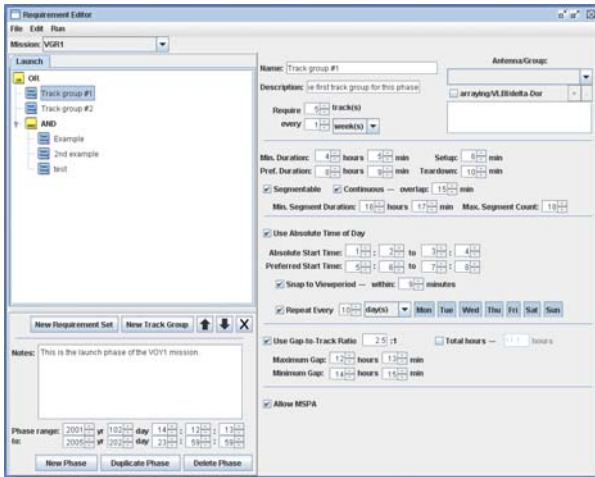 Requirement Editor
File Edit Run
Mission: VGR1
Launch
OR
Track group #1
Track group #2
AND
Example
2nd example
test
New Requirement Set New Track Group
Notes: This is the launch phase of the VOY1 mission.
Phase range: 2001 yr 102 day 14 : 12 : 13
to: 2005 yr 202 day 23 : 59 : 59
New Phase Duplicate Phase Delete Phase
Name: Track group #1
Description: ie first track group for this phase
Require 5 track(s)
every 1 week(s)
Antenna/Group:
arraying/VLBI/delta-Dor + -
Min. Duration: 4 hours 5 min Setup: 6 min
Pref. Duration: 8 hours 9 min Teardown: 10 min
Segmentable Continuous — overlap: 15 min
Min. Segment Duration: 16 hours 17 min Max. Segment Count: 18
Use Absolute Time of Day
Absolute Start Time: 1 : 2 to 3 : 4
Preferred Start Time: 5 : 6 to 7 : 8
Snap to Viewperiod — within: 9 minutes
Repeat Every 10 day(s) Mon Tue Wed Thu Fri Sat Sun
Use Gap-to-Track Ratio 2.5 :1 Total hours — hours
Maximum Gap: 12 hours 13 min
Minimum Gap: 14 hours 15 min
Allow MSPA